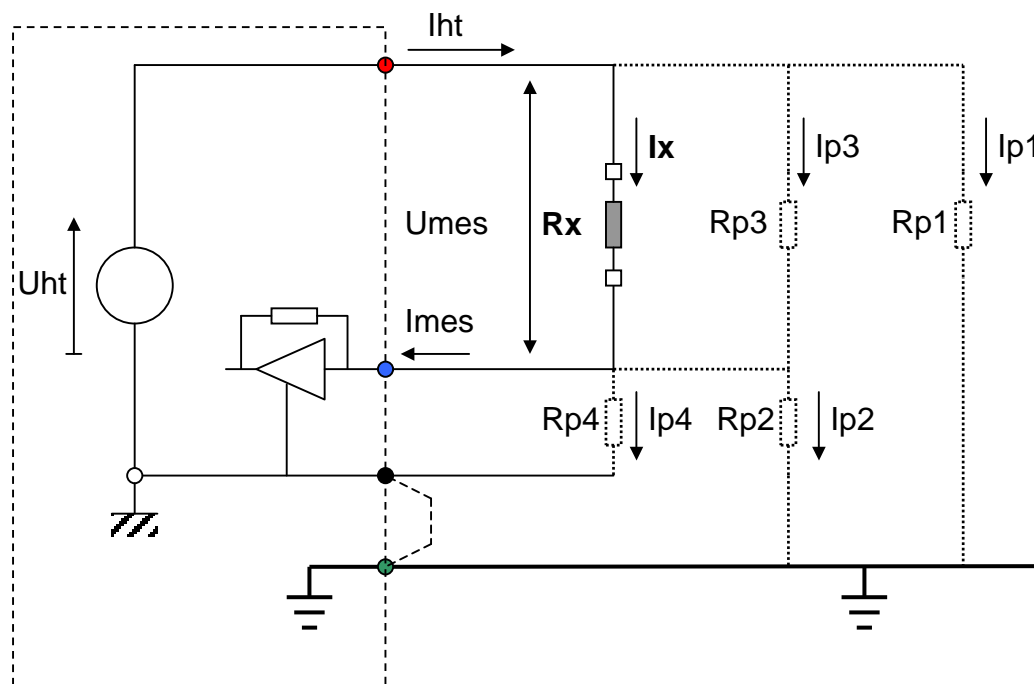 Iht
Ix
Ip3
Ip1
Umes
Rx
Rp3
Rp1
Uht
Imes
Rp4
Ip4
Rp2
Ip2